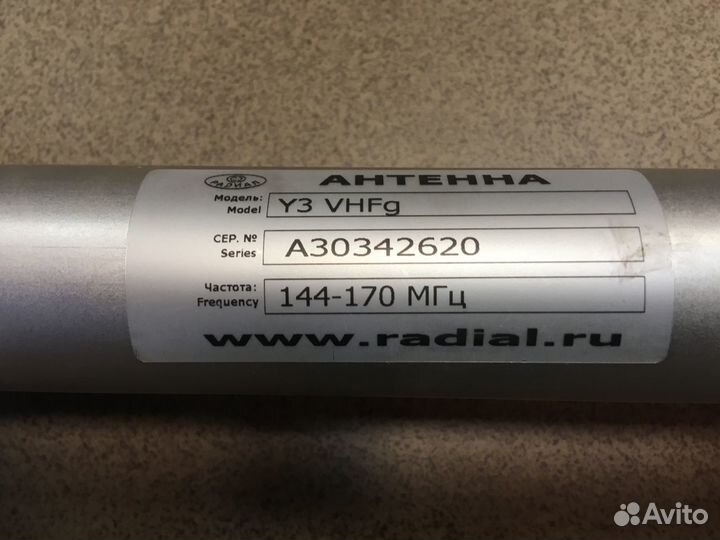 РАДИАЛ
АНТЕННА
Модель: Y3 VHFg
Model
СЕР. № A30342620
Series
Частота: 144-170 МГц
Frequency
www.radial.ru
Avito